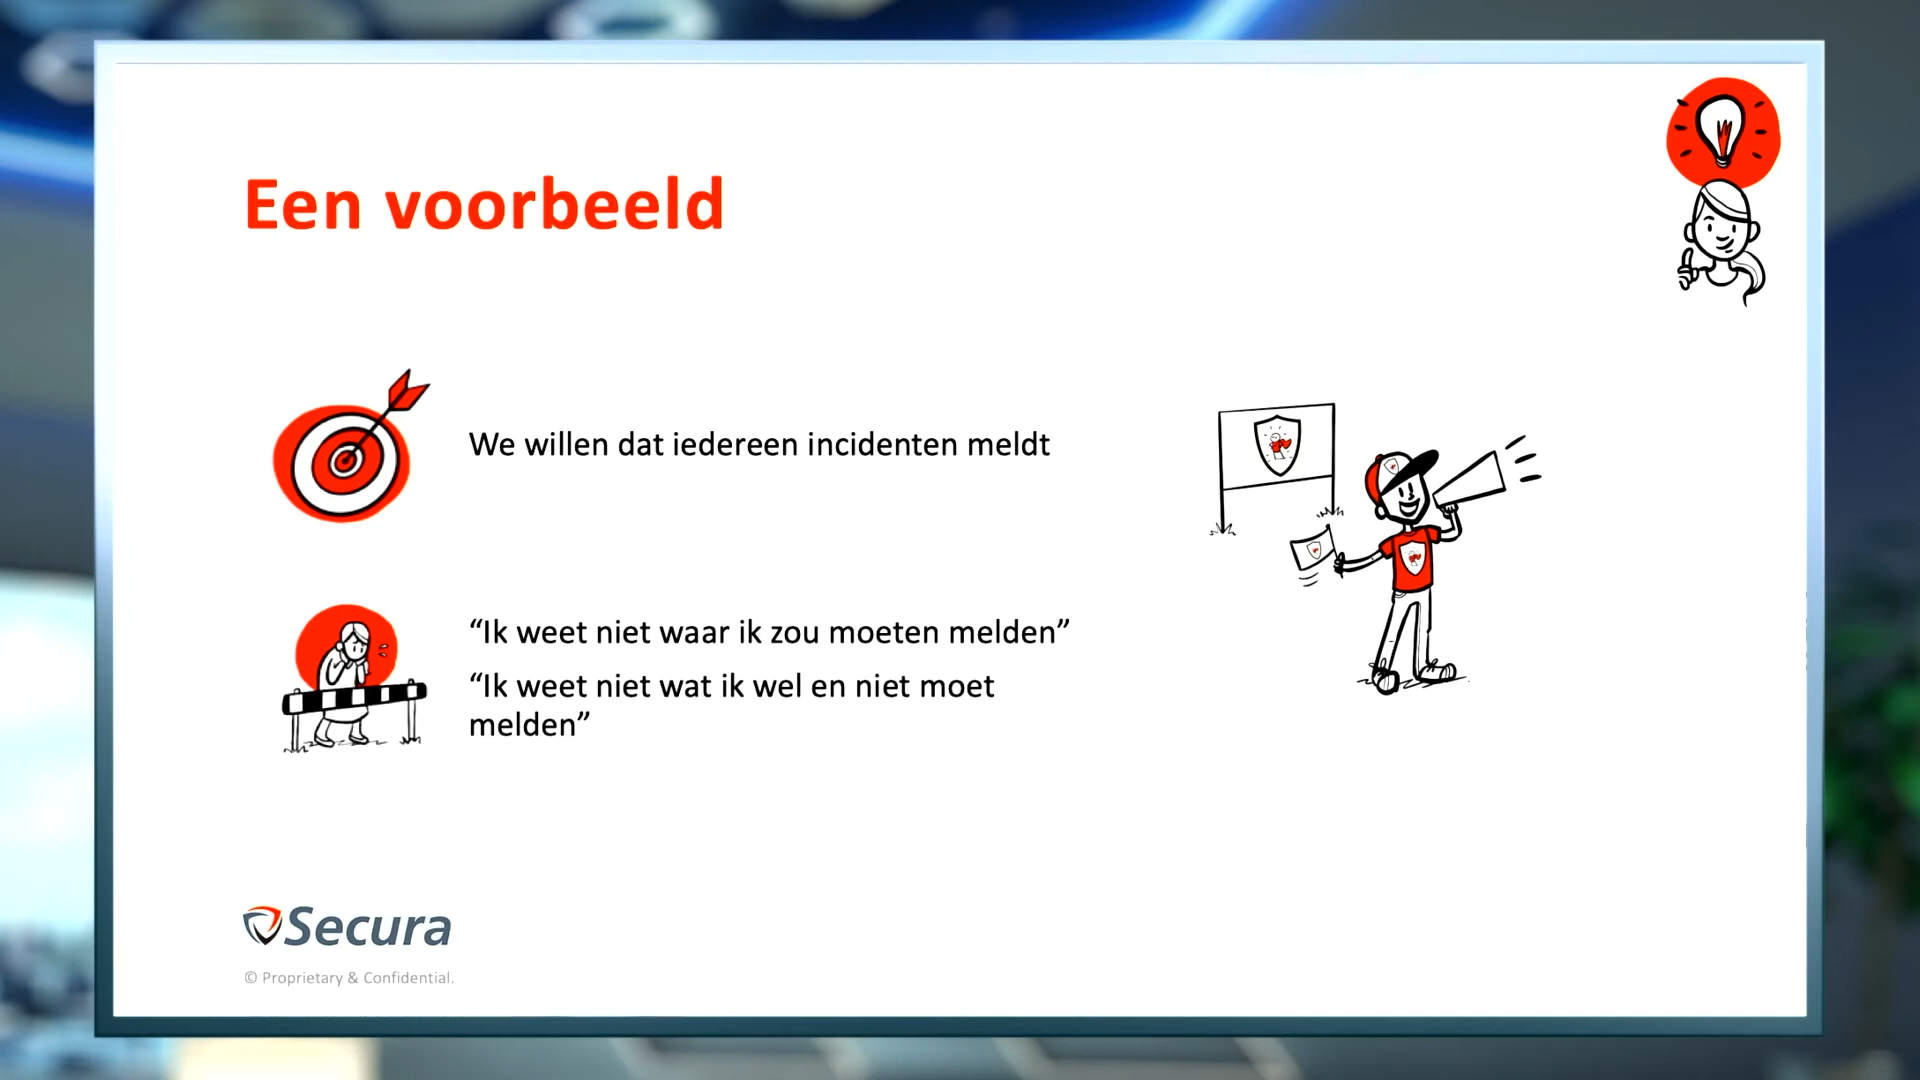 Een voorbeeld
We willen dat iedereen incidenten meldt
“Ik weet niet waar ik zou moeten melden”
“Ik weet niet wat ik wel en niet moet
melden”
Secura
© Proprietary & Confidential.